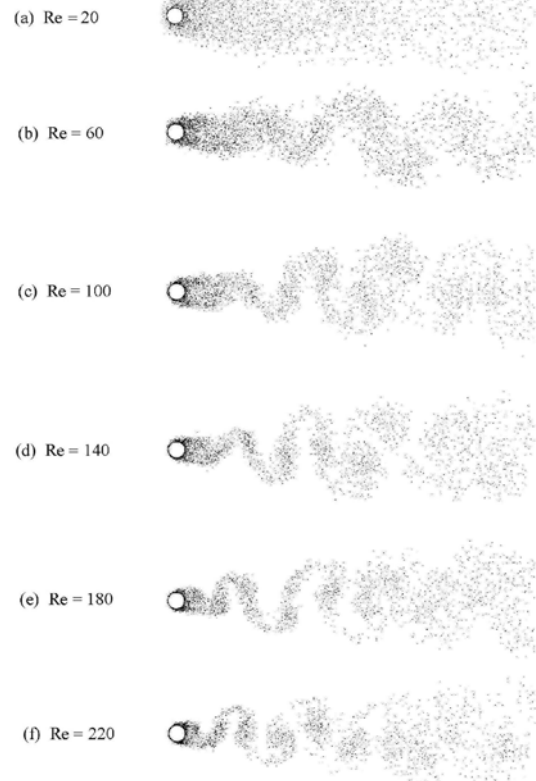 (a) Re = 20
(b) Re = 60
(c) Re = 100
(d) Re = 140
(e) Re = 180
(f) Re = 220